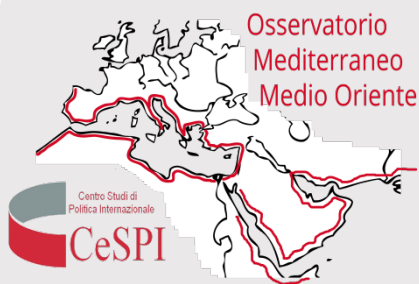 Osservatorio
Mediterraneo
Medio Oriente
Centro Studi di
Politica Internazionale
CeSPI